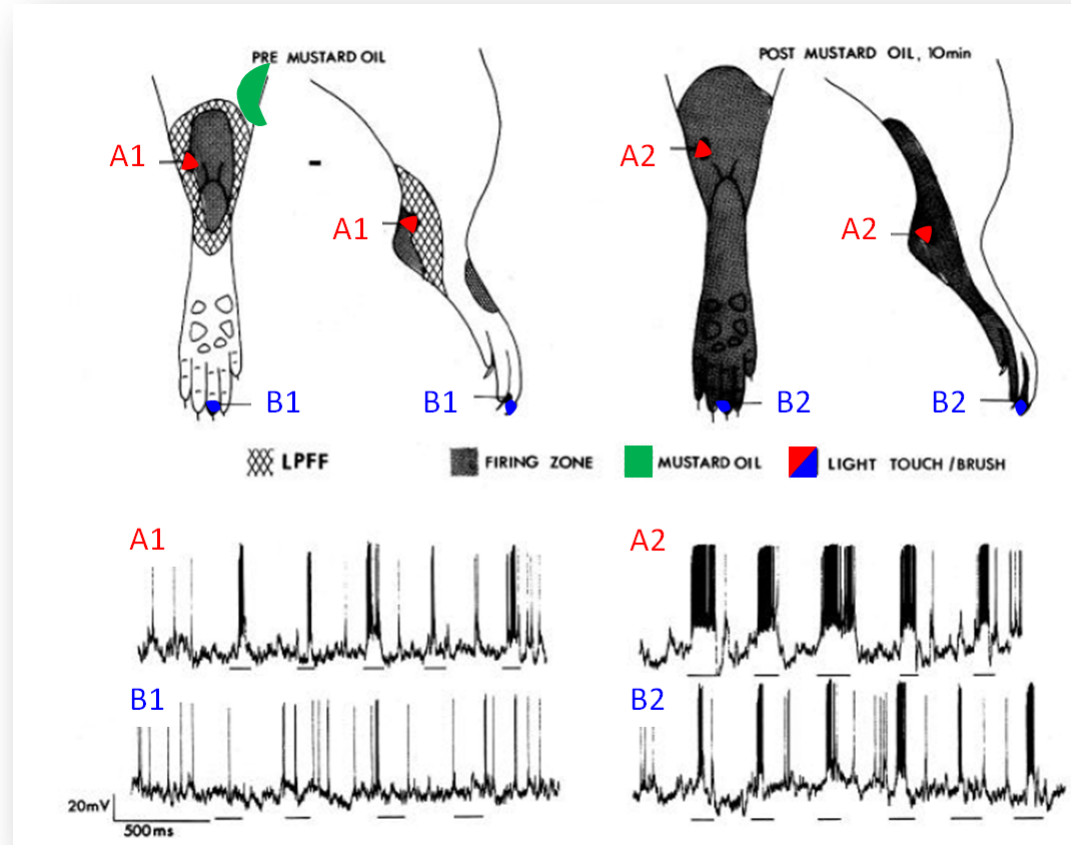 PRE MUSTARD OIL
POST MUSTARD OIL, 10min
A1
A1
A2
A2
B1
B1
B2
B2
LPFF
FIRING ZONE
MUSTARD OIL
LIGHT TOUCH/BRUSH
A1
A2
B1
B2
20mV
500ms